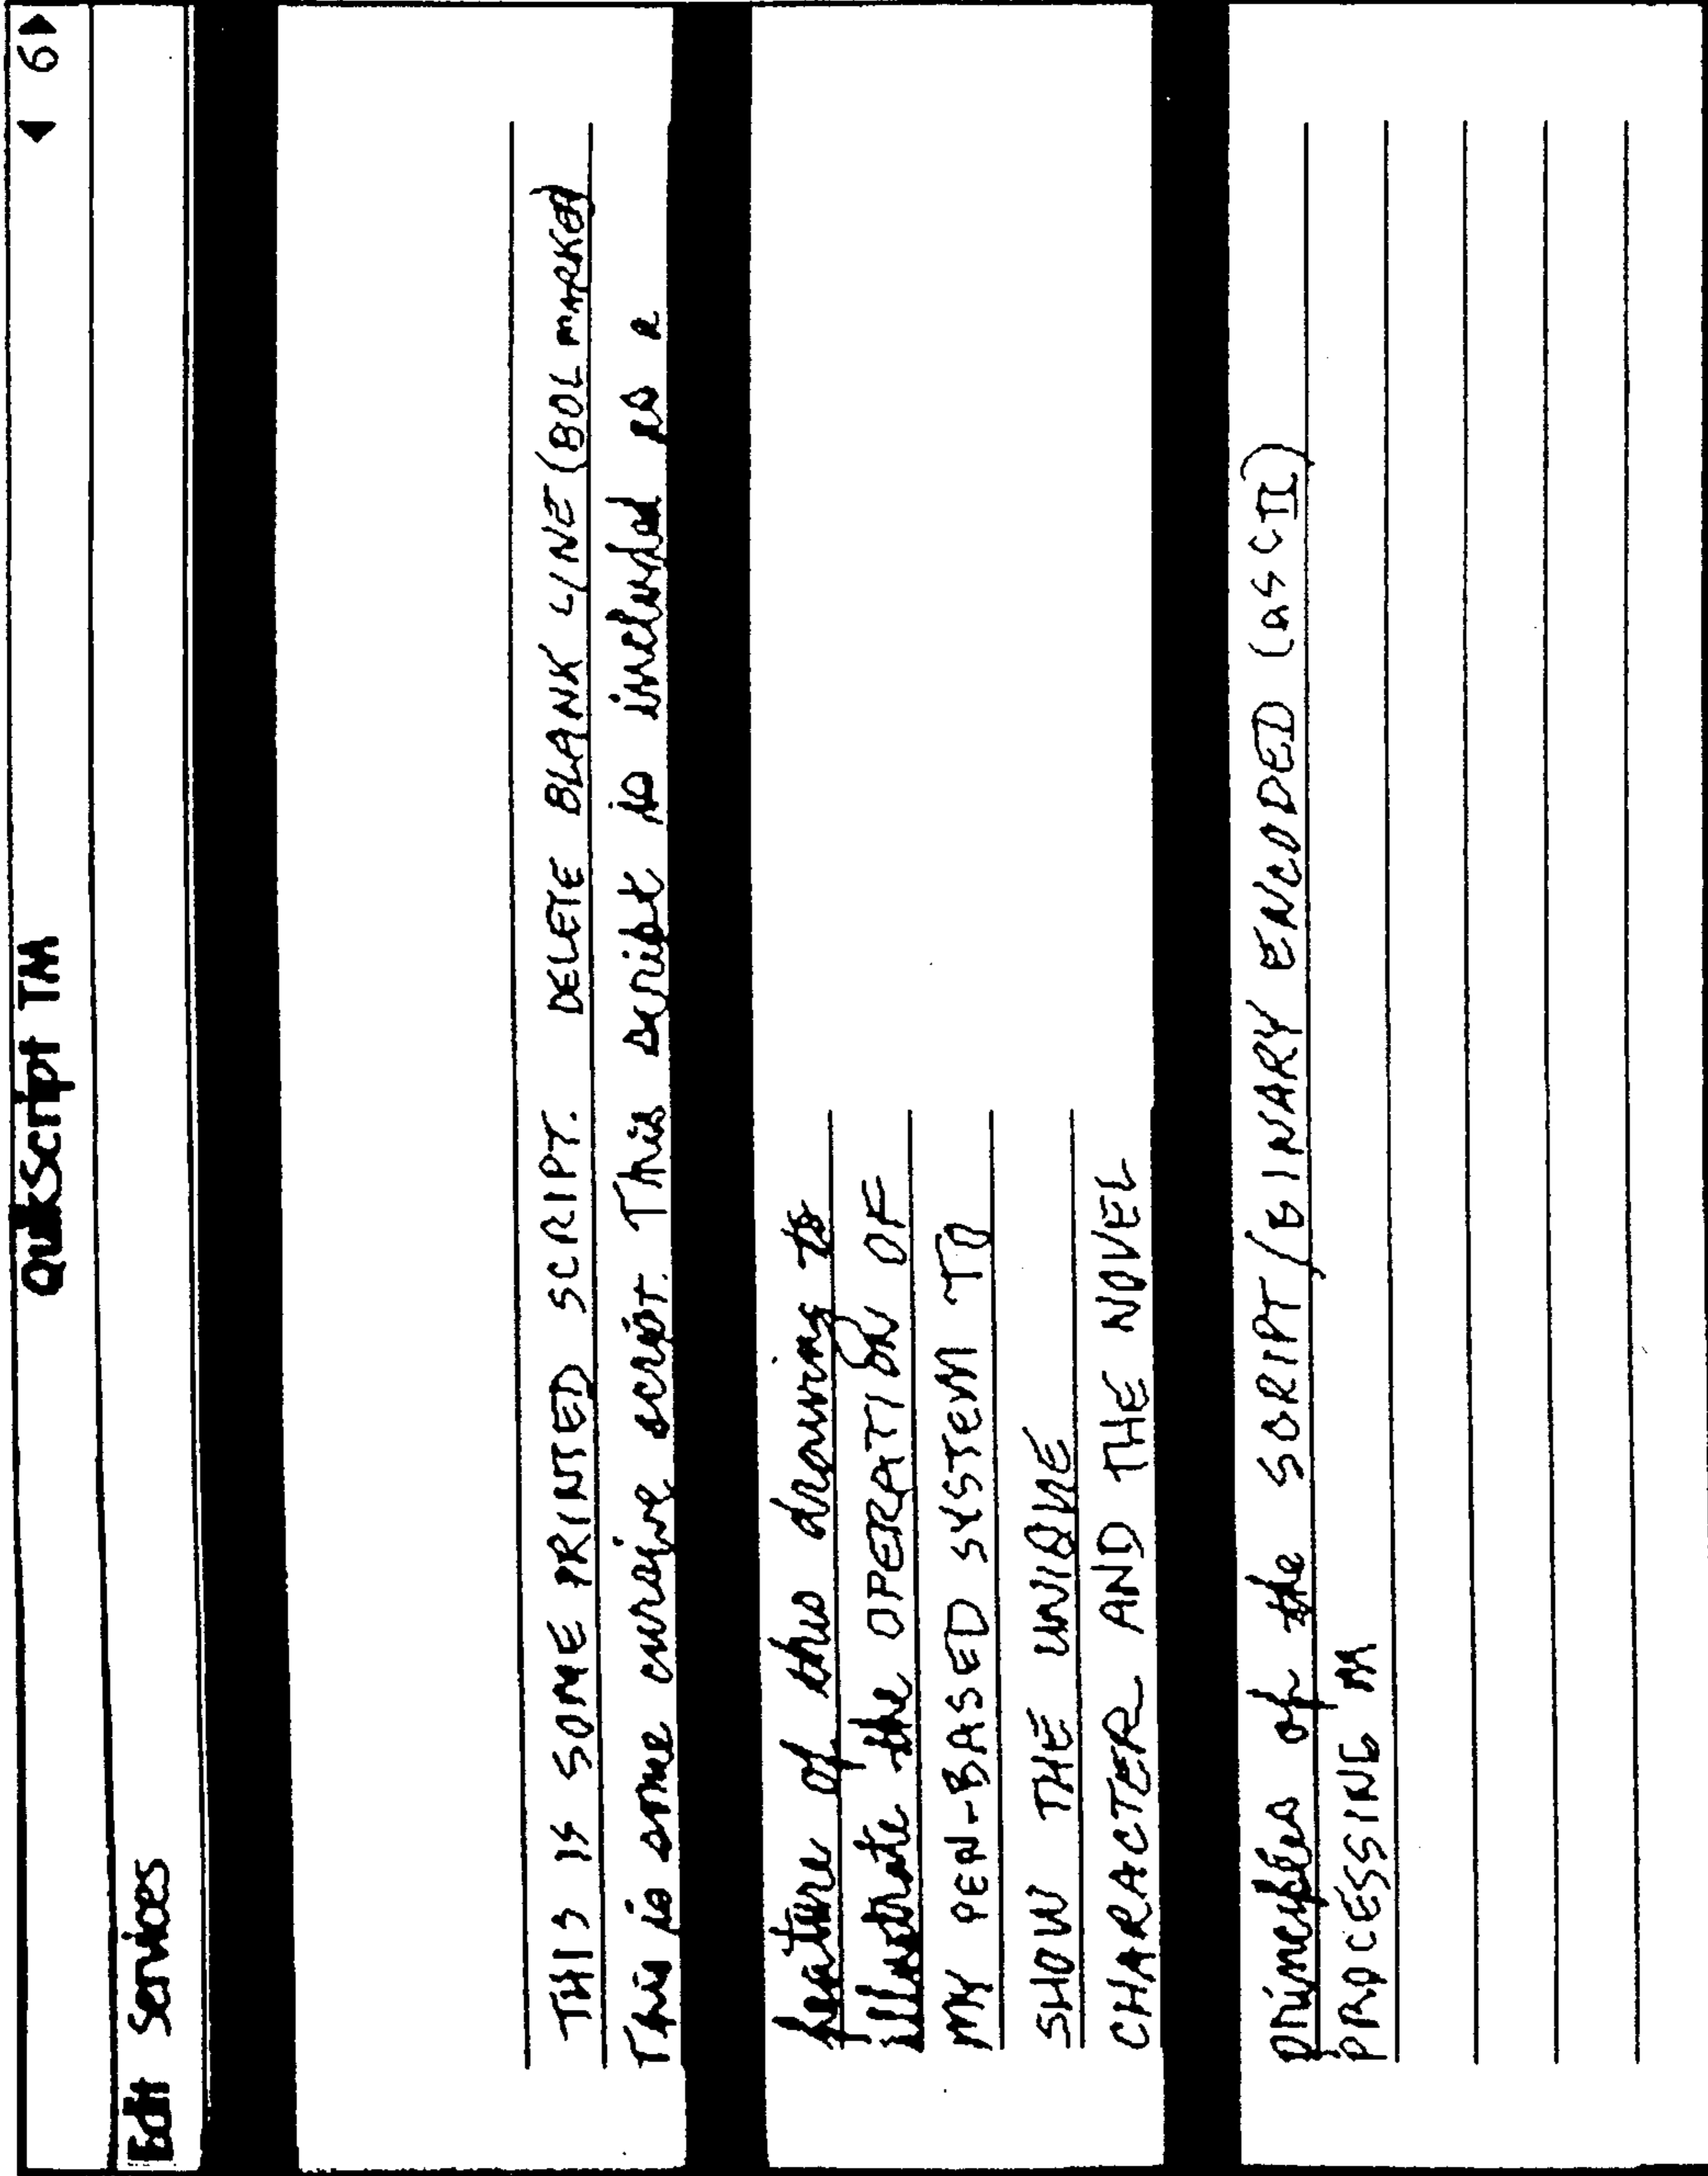 QuikScript TM
◀ 6 ▶
Edit Services
THIS IS SOME PRINTED SCRIPT. DELETE BLANK LINE (BOL MARKED)
This is some cursive script. This script is included as a
feature of this drawing to
illustrate the OPERATION OF
MY PEN-BASED SYSTEM TO
SHOW THE UNIQUE
CHARACTER AND THE NOVEL
principles of the SCRIPT/BINARY ENCODED (ASCII)
PROCESSING M